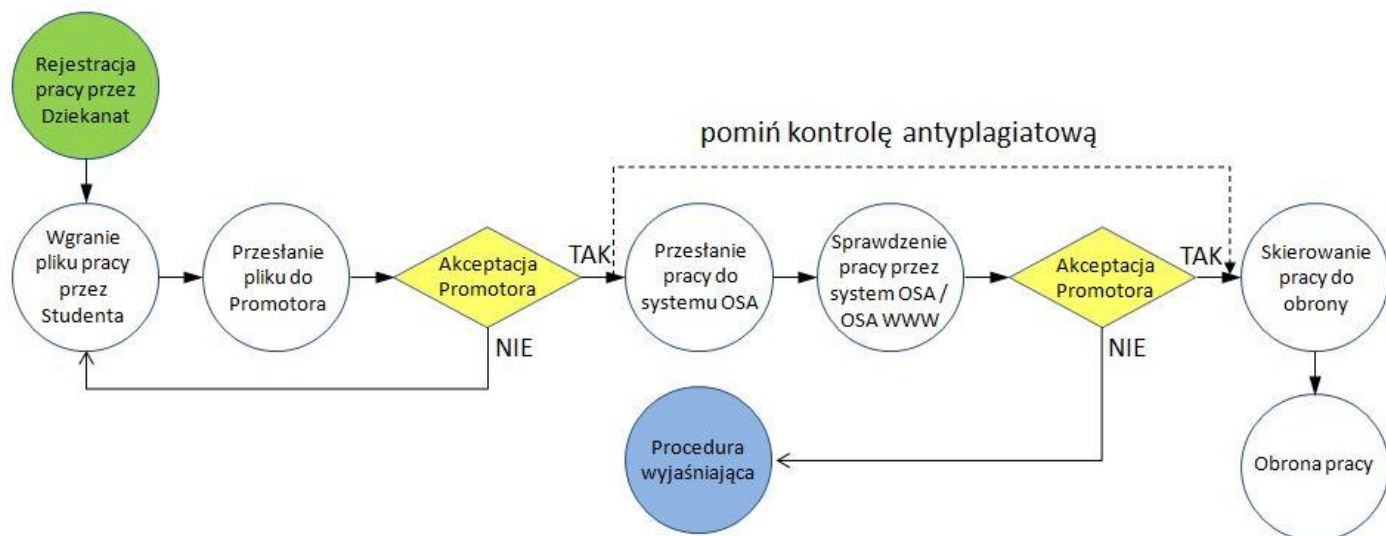 Rejestracja
pracy przez
Dziekanat
pomiń kontrolę antyplagiatową
Wgranie
pliku pracy
przez
Studenta
Przesłanie
pliku do
Promotora
Akceptacja
Promotora
TAK
NIE
Przesłanie
pracy do
systemu OSA
Sprawdzenie
pracy przez
system OSA /
OSA WWW
Akceptacja
Promotora
TAK
NIE
Skierowanie
pracy do
obrony
Procedura
wyjaśniająca
Obrona pracy